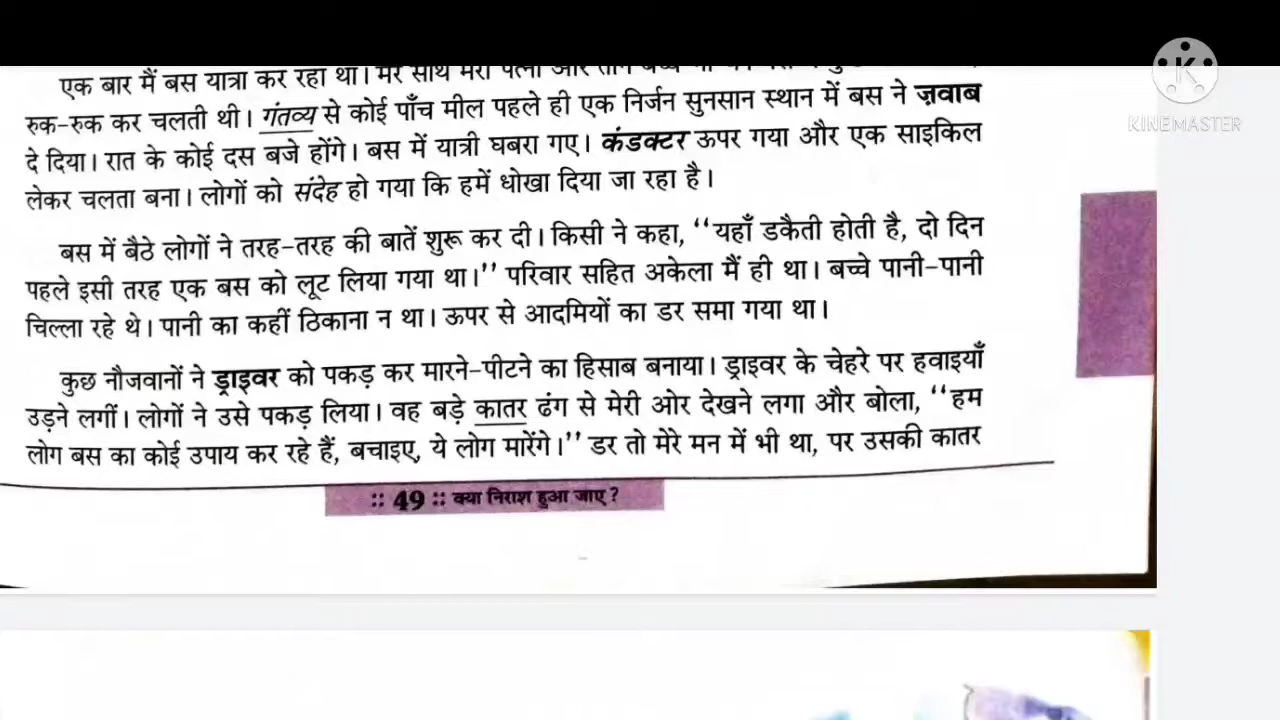 एक बार मैं बस यात्रा कर रहा था। मेरे साथ मेरी पत्नी और तीन बच्चे भी
रुक-रुक कर चलती थी। गंतव्य से कोई पाँच मील पहले ही एक निर्जन सुनसान स्थान में बस ने ज़वाब
दे दिया। रात के कोई दस बजे होंगे। बस में यात्री घबरा गए। कंडक्टर ऊपर गया और एक साइकिल
लेकर चलता बना। लोगों को संदेह हो गया कि हमें धोखा दिया जा रहा है।
बस में बैठे लोगों ने तरह-तरह की बातें शुरू कर दी। किसी ने कहा, “यहाँ डकैती होती है, दो दिन
पहले इसी तरह एक बस को लूट लिया गया था।” परिवार सहित अकेला मैं ही था। बच्चे पानी-पानी
चिल्ला रहे थे। पानी का कहीं ठिकाना न था। ऊपर से आदमियों का डर समा गया था।
कुछ नौजवानों ने ड्राइवर को पकड़ कर मारने-पीटने का हिसाब बनाया। ड्राइवर के चेहरे पर हवाइयाँ
उड़ने लगीं। लोगों ने उसे पकड़ लिया। वह बड़े कातर ढंग से मेरी ओर देखने लगा और बोला, “हम
लोग बस का कोई उपाय कर रहे हैं, बचाइए, ये लोग मारेंगे।” डर तो मेरे मन में भी था, पर उसकी कातर
:: 49 :: क्या निराश हुआ जाए ?
K
KINEMASTER